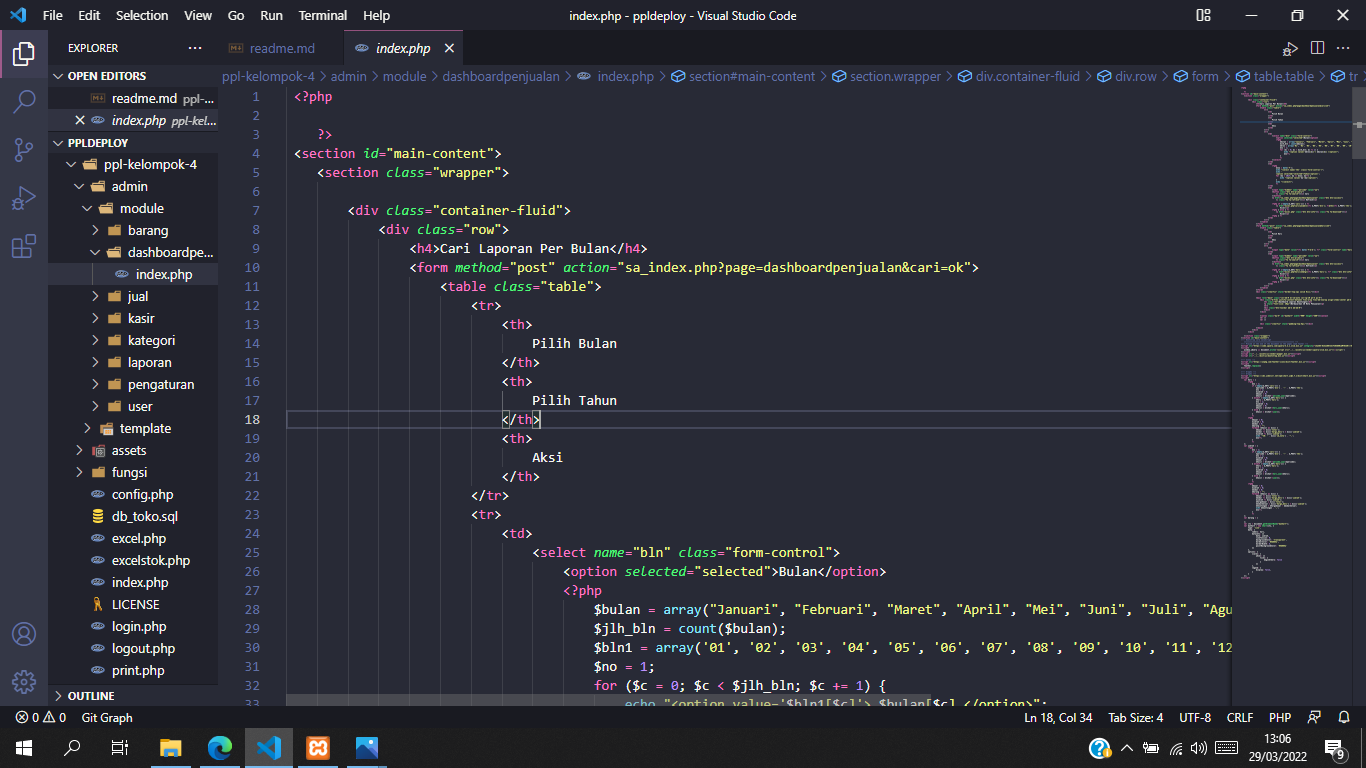 File Edit Selection View Go Run Terminal Help index.php - ppldeploy - Visual Studio Code
EXPLORER ... readme.md index.php
OPEN EDITORS
readme.md ppl-...
index.php ppl-kel...
PPLDEPLOY
ppl-kelompok-4
admin
module
barang
dashboardpe...
index.php
jual
kasir
kategori
laporan
pengaturan
user
template
assets
fungsi
config.php
db_toko.sql
excel.php
excelstok.php
index.php
LICENSE
login.php
logout.php
print.php
OUTLINE
ppl-kelompok-4 > admin > module > dashboardpenjualan > index.php > section#main-content > section.wrapper > div.container-fluid > div.row > form > table.table > tr
1 <?php
2
3 ?>
4 <section id="main-content">
5 <section class="wrapper">
6
7 <div class="container-fluid">
8 <div class="row">
9 <h4>Cari Laporan Per Bulan</h4>
10 <form method="post" action="sa_index.php?page=dashboardpenjualan&cari=ok">
11 <table class="table">
12 <tr>
13 <th>
14 Pilih Bulan
15 </th>
16 <th>
17 Pilih Tahun
18 </th>
19 <th>
20 Aksi
21 </th>
22 </tr>
23 <tr>
24 <td>
25 <select name="bln" class="form-control">
26 <option selected="selected">Bulan</option>
27 <?php
28 $bulan = array("Januari", "Februari", "Maret", "April", "Mei", "Juni", "Juli", "Agu
29 $jlh_bln = count($bulan);
30 $bln1 = array('01', '02', '03', '04', '05', '06', '07', '08', '09', '10', '11', '12
31 $no = 1;
32 for ($c = 0; $c < $jlh_bln; $c += 1) {
33 echo "<option value='$bln1[$c]'> $bulan[$c] </option>";
0 0 Git Graph Ln 18, Col 34 Tab Size: 4 UTF-8 CRLF PHP
13:06
29/03/2022
9